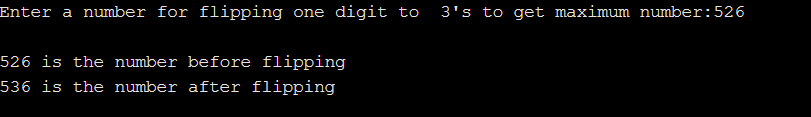 Enter a number for flipping one digit to  3's to get maximum number:526
526 is the number before flipping
536 is the number after flipping